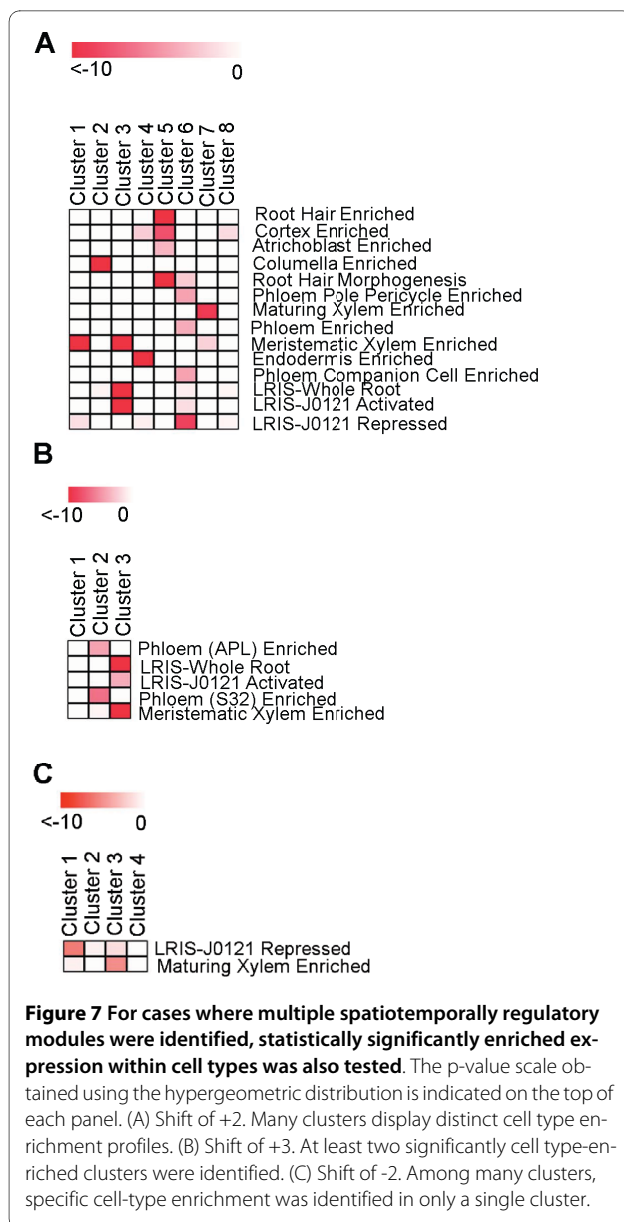 A
<-10 0
Cluster 1
Cluster 2
Cluster 3
Cluster 4
Cluster 5
Cluster 6
Cluster 7
Cluster 8
Root Hair Enriched
Cortex Enriched
Atrichoblast Enriched
Columella Enriched
Root Hair Morphogenesis
Phloem Pole Pericycle Enriched
Maturing Xylem Enriched
Phloem Enriched
Meristematic Xylem Enriched
Endodermis Enriched
Phloem Companion Cell Enriched
LRIS-Whole Root
LRIS-J0121 Activated
LRIS-J0121 Repressed
B
<-10 0
Cluster 1
Cluster 2
Cluster 3
Phloem (APL) Enriched
LRIS-Whole Root
LRIS-J0121 Activated
Phloem (S32) Enriched
Meristematic Xylem Enriched
C
<-10 0
Cluster 1
Cluster 2
Cluster 3
Cluster 4
LRIS-J0121 Repressed
Maturing Xylem Enriched
Figure 7 For cases where multiple spatiotemporally regulatory
modules were identified, statistically significantly enriched ex-
pression within cell types was also tested. The p-value scale ob-
tained using the hypergeometric distribution is indicated on the top of
each panel. (A) Shift of +2. Many clusters display distinct cell type en-
richment profiles. (B) Shift of +3. At least two significantly cell type-en-
riched clusters were identified. (C) Shift of -2. Among many clusters,
specific cell-type enrichment was identified in only a single cluster.